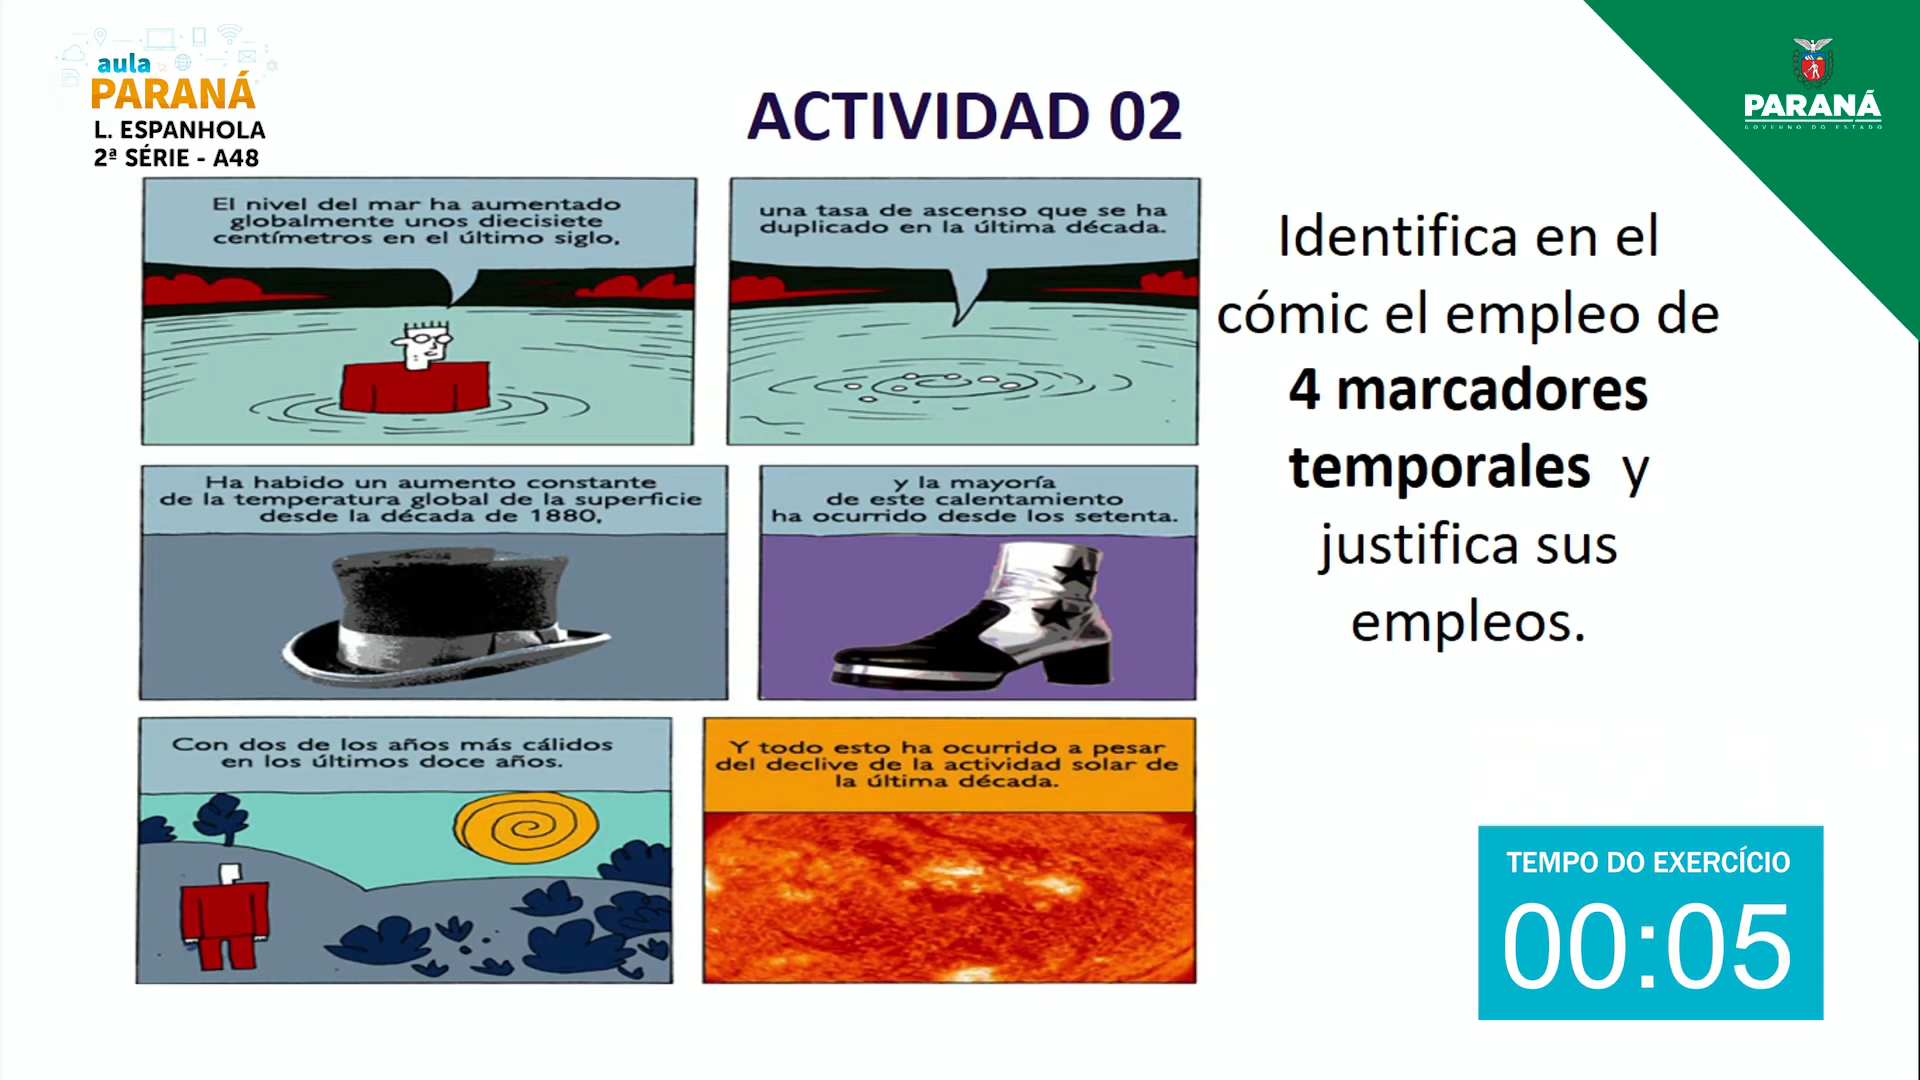 aula
PARANÁ
L. ESPANHOLA
2ª SÉRIE - A48
ACTIVIDAD 02
PARANÁ
GOVERNO DO ESTADO
El nivel del mar ha aumentado
globalmente unos diecisiete
centímetros en el último siglo,
una tasa de ascenso que se ha
duplicado en la última década.
Ha habido un aumento constante
de la temperatura global de la superficie
desde la década de 1880,
y la mayoría
de este calentamiento
ha ocurrido desde los setenta.
Con dos de los años más cálidos
en los últimos doce años.
Y todo esto ha ocurrido a pesar
del declive de la actividad solar de
la última década.
Identifica en el
cómic el empleo de
4 marcadores
temporales y
justifica sus
empleos.
TEMPO DO EXERCÍCIO
00:05